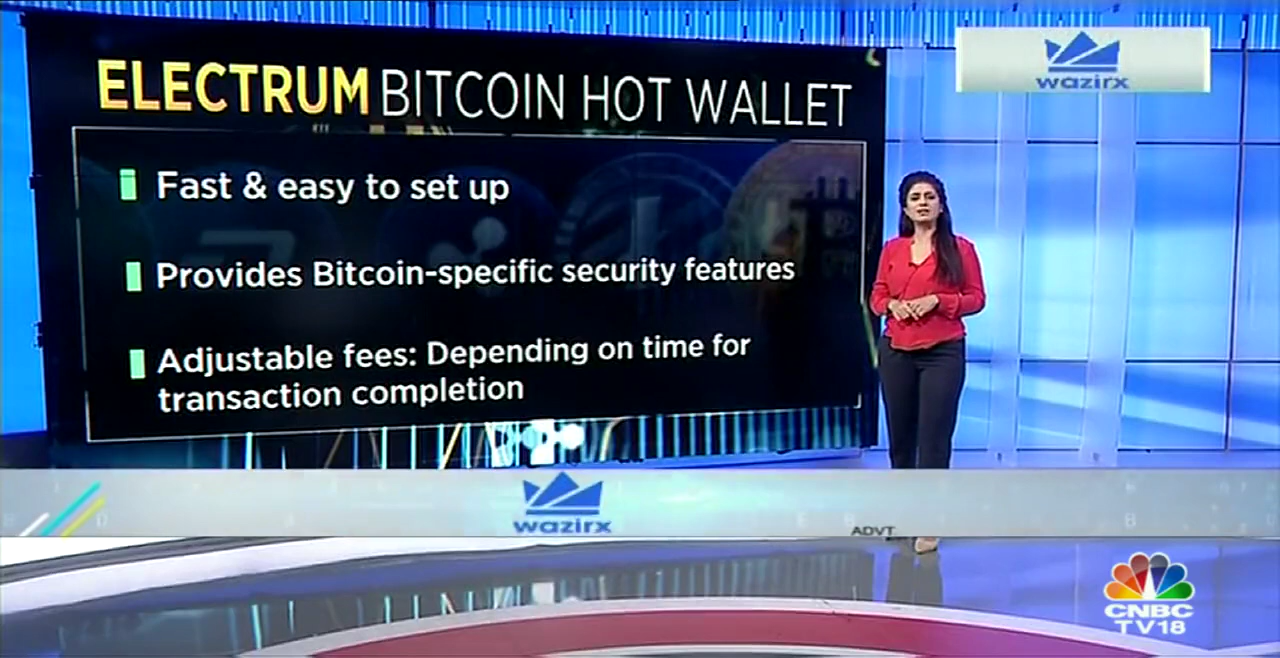 ELECTRUM BITCOIN HOT WALLET
wazirx
Fast & easy to set up
Provides Bitcoin-specific security features
Adjustable fees: Depending on time for
transaction completion
wazirx
ADVT
CNBC
TV18